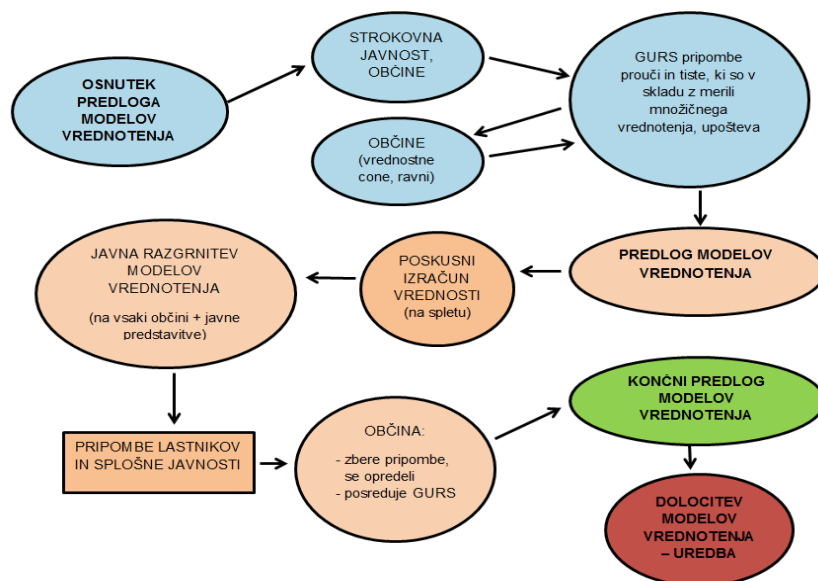 OSNUTEK
PREDLOGA
MODELOV
VREDNOTENJA
STROKOVNA
JAVNOST,
OBČINE
OBČINE
(vrednostne
cone, ravni)
GURS pripombe
prouči in tiste, ki so v
skladu z merili
množičnega
vrednotenja, upošteva
PREDLOG MODELOV
VREDNOTENJA
POSKUSNI
IZRAČUN
VREDNOSTI
(na spletu)
JAVNA RAZGRNITEV
MODELOV
VREDNOTENJA
(na vsaki občini + javne
predstavitve)
PRIPOMBE LASTNIKOV
IN SPLOŠNE JAVNOSTI
OBČINA:
- zbere pripombe,
se opredeli
- posreduje GURS
KONČNI PREDLOG
MODELOV
VREDNOTENJA
DOLOCITEV
MODELOV
VREDNOTENJA
– UREDBA